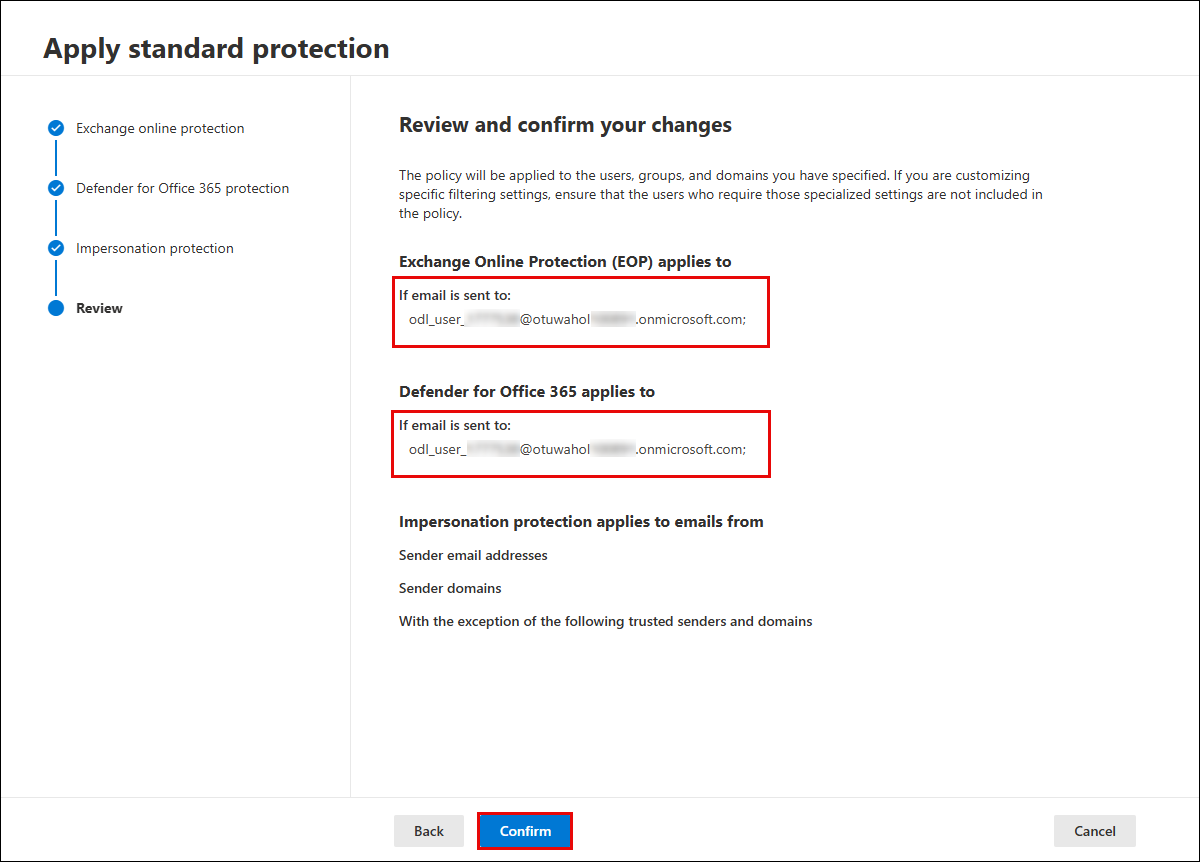 Apply standard protection
Exchange online protection
Defender for Office 365 protection
Impersonation protection
Review
Review and confirm your changes
The policy will be applied to the users, groups, and domains you have specified. If you are customizing
specific filtering settings, ensure that the users who require those specialized settings are not included in
the policy.
Exchange Online Protection (EOP) applies to
If email is sent to:
odl_user_ @otuwahol .onmicrosoft.com;
Defender for Office 365 applies to
If email is sent to:
odl_user_ @otuwahol .onmicrosoft.com;
Impersonation protection applies to emails from
Sender email addresses
Sender domains
With the exception of the following trusted senders and domains
Back
Confirm
Cancel